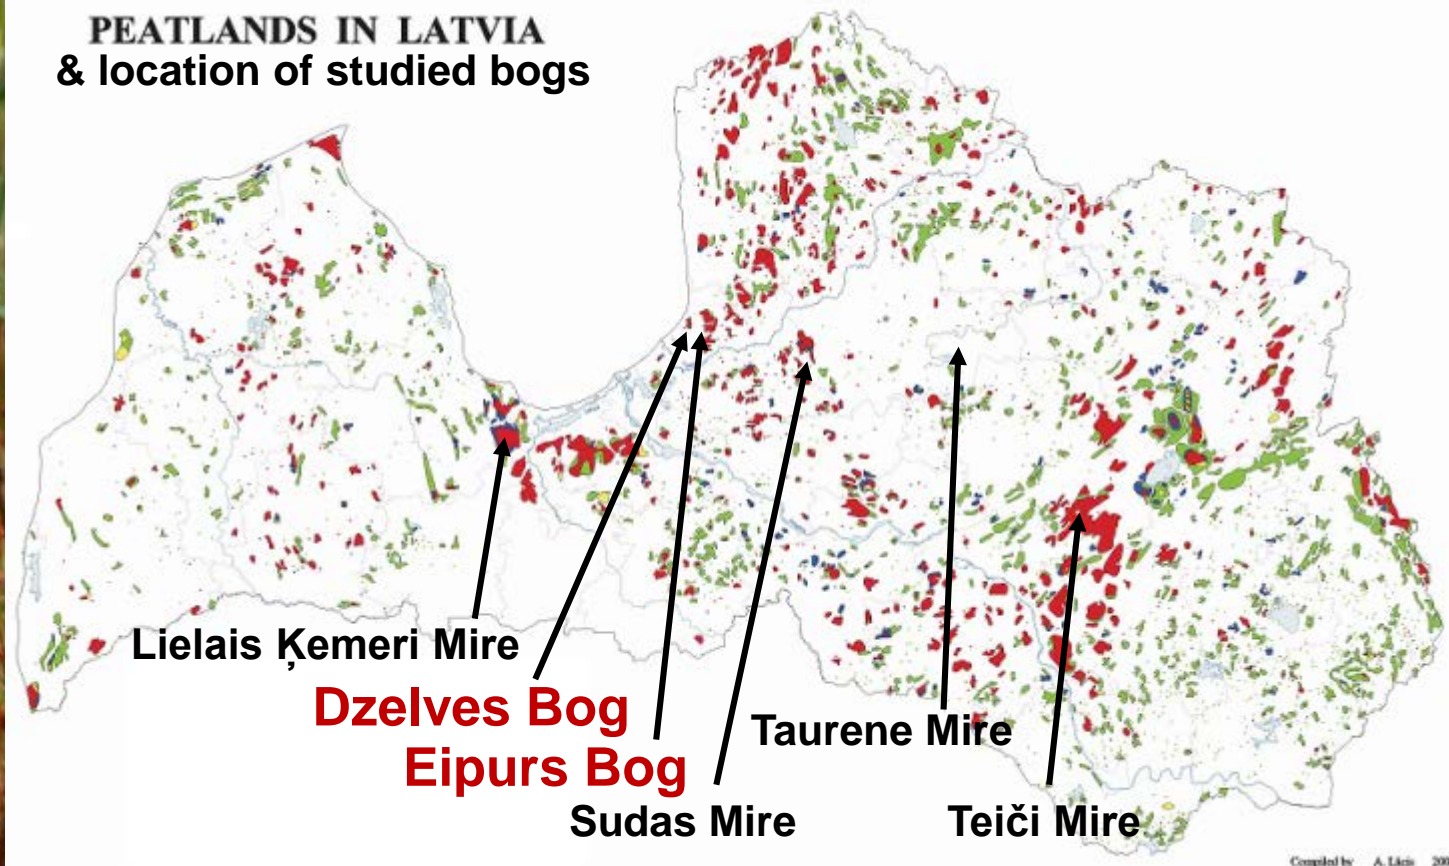 PEATLANDS IN LATVIA
& location of studied bogs
Lielais Ķemeri Mire
Dzelves Bog
Eipurs Bog
Taurene Mire
Sudas Mire
Teiči Mire
Compiled by A. Lācis